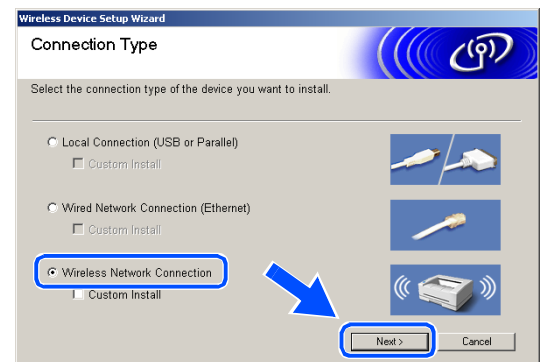 Wireless Device Setup Wizard
Connection Type
Select the connection type of the device you want to install.
Local Connection (USB or Parallel)
Custom Install
Wired Network Connection (Ethernet)
Custom Install
Wireless Network Connection
Custom Install
Next > Cancel